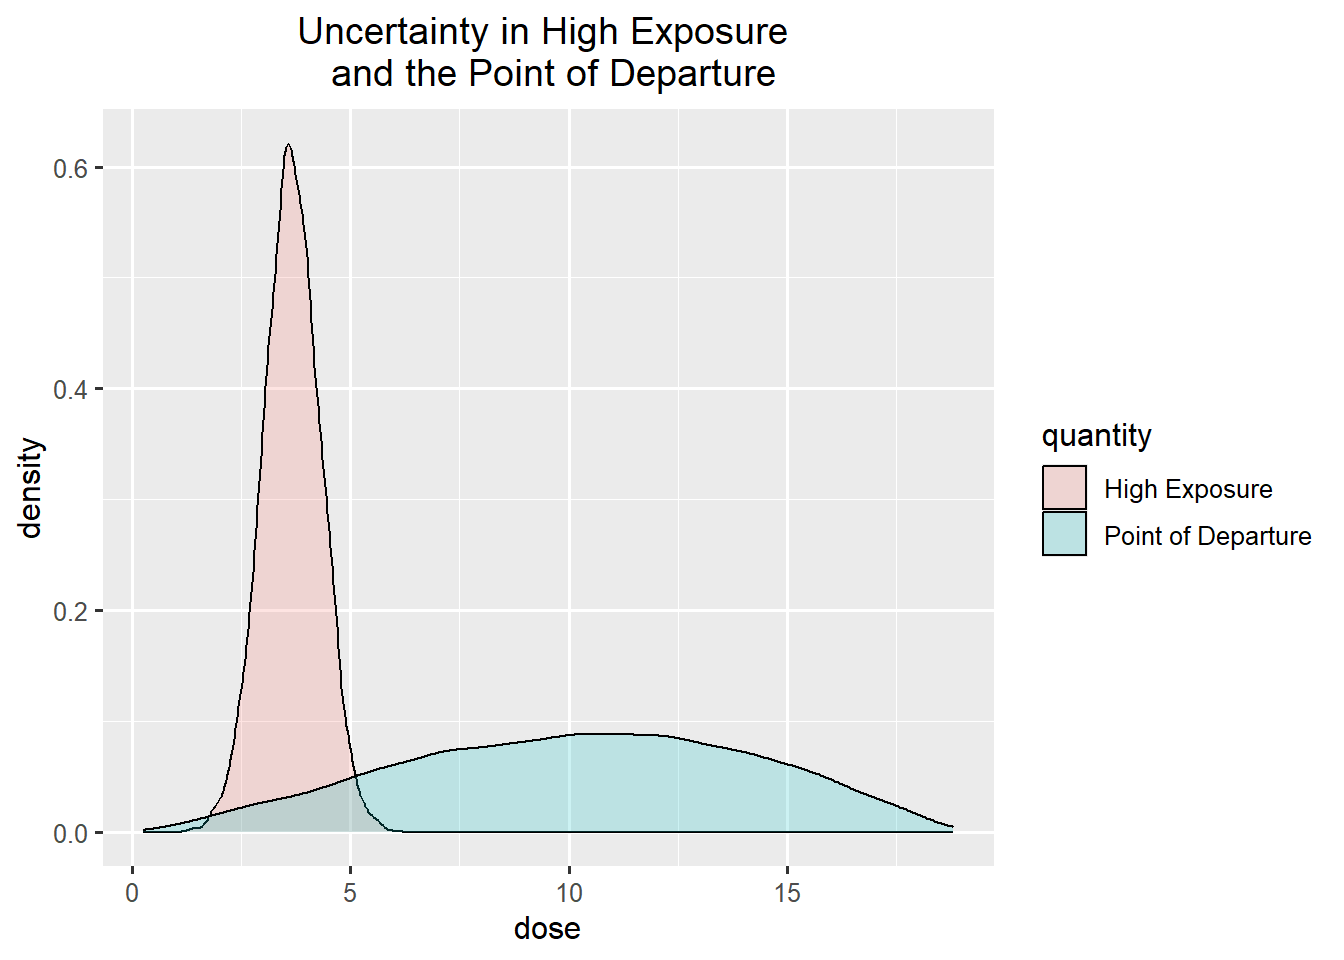 Uncertainty in High Exposure
and the Point of Departure
0.6
0.4
0.2
0.0
density
0
5
10
15
dose
quantity
High Exposure
Point of Departure